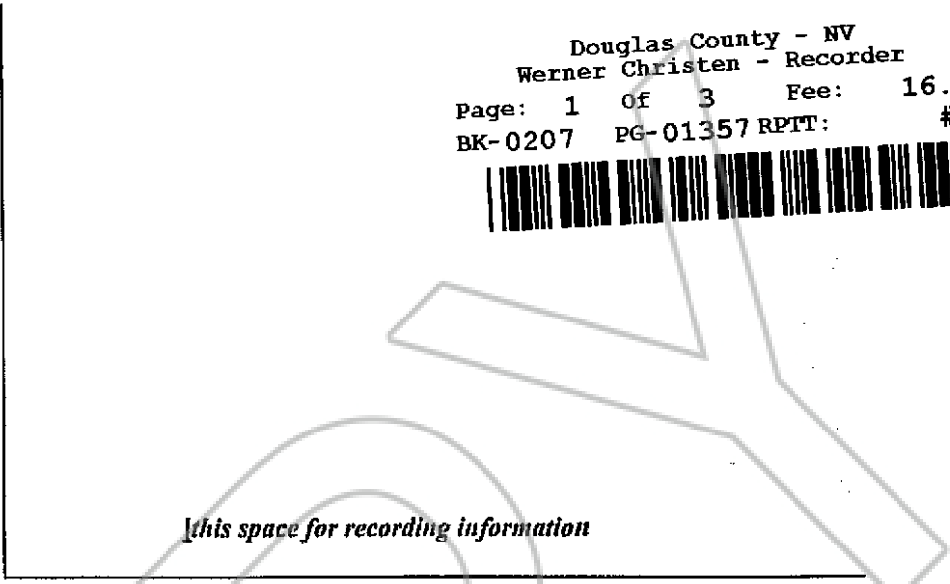 Douglas County - NV
Werner Christen - Recorder
Page: 1 Of 3 Fee: 16.
BK-0207 PG-01357 RPTT: #
[this space for recording information